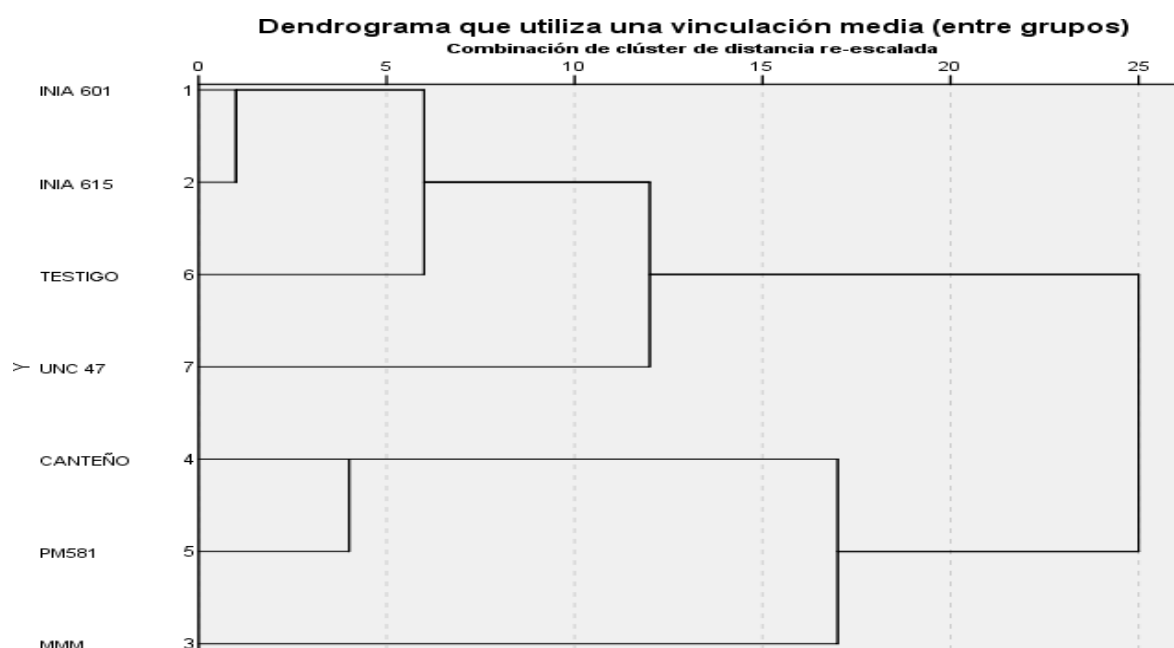 Dendrograma que utiliza una vinculación media (entre grupos)
Combinación de clúster de distancia re-escalada
0 5 10 15 20 25
INIA 601 1
INIA 615 2
TESTIGO 6
Y UNC 47 7
CANTEÑO 4
PM581 5
MMM 3